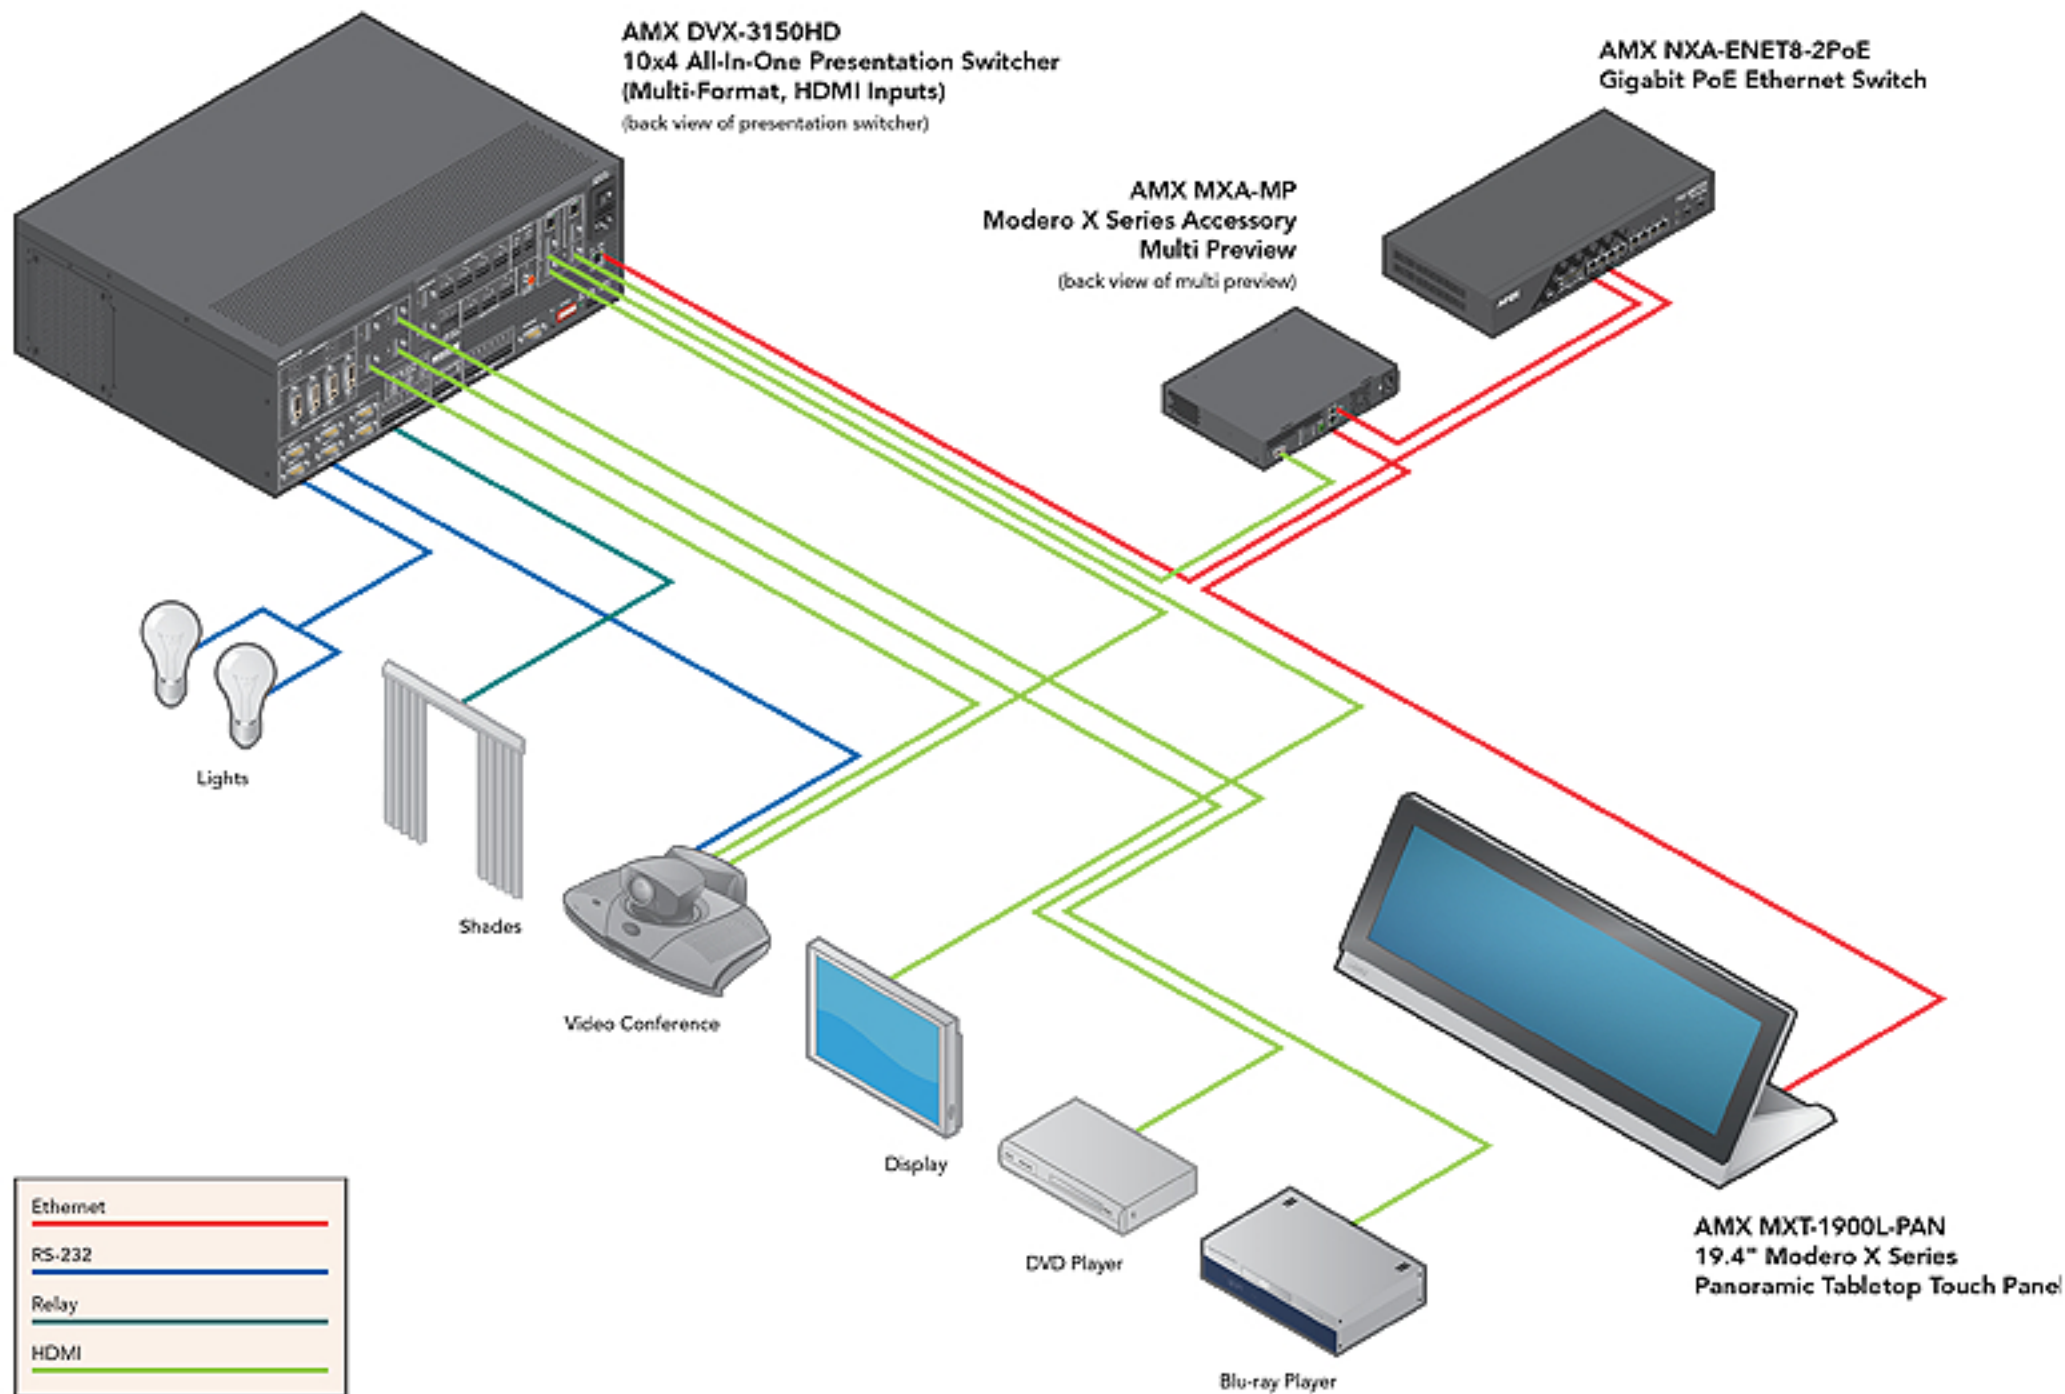 AMX DVX-3150HD
10x4 All-In-One Presentation Switcher
(Multi-Format, HDMI Inputs)
(back view of presentation switcher)
AMX NXA-ENET8-2PoE
Gigabit PoE Ethernet Switch
AMX MXA-MP
Modero X Series Accessory
Multi Preview
(back view of multi preview)
Lights
Shades
Video Conference
Display
DVD Player
Blu-ray Player
AMX MXT-1900L-PAN
19.4" Modero X Series
Panoramic Tabletop Touch Panel
Ethernet
RS-232
Relay
HDMI